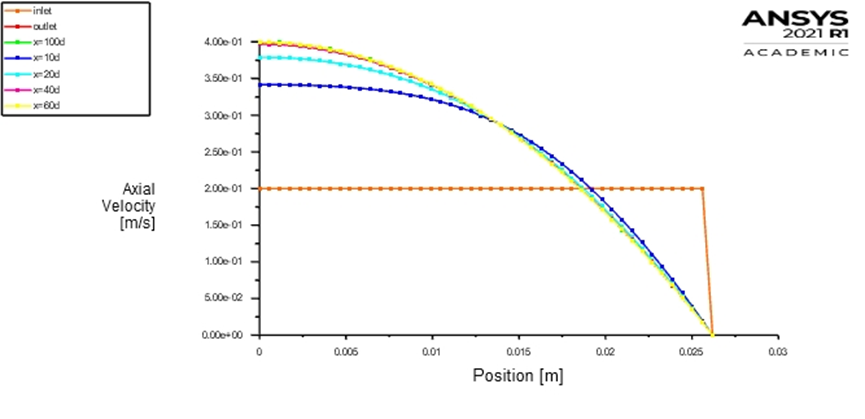 inlet
outlet
x=100d
x=10d
x=20d
x=40d
x=60d
ANSYS
2021 R1
ACADEMIC
4.00e-01
3.50e-01
3.00e-01
2.50e-01
2.00e-01
1.50e-01
1.00e-01
5.00e-02
0.00e+00
Axial
Velocity
[m/s]
0 0.005 0.01 0.015 0.02 0.025 0.03
Position [m]